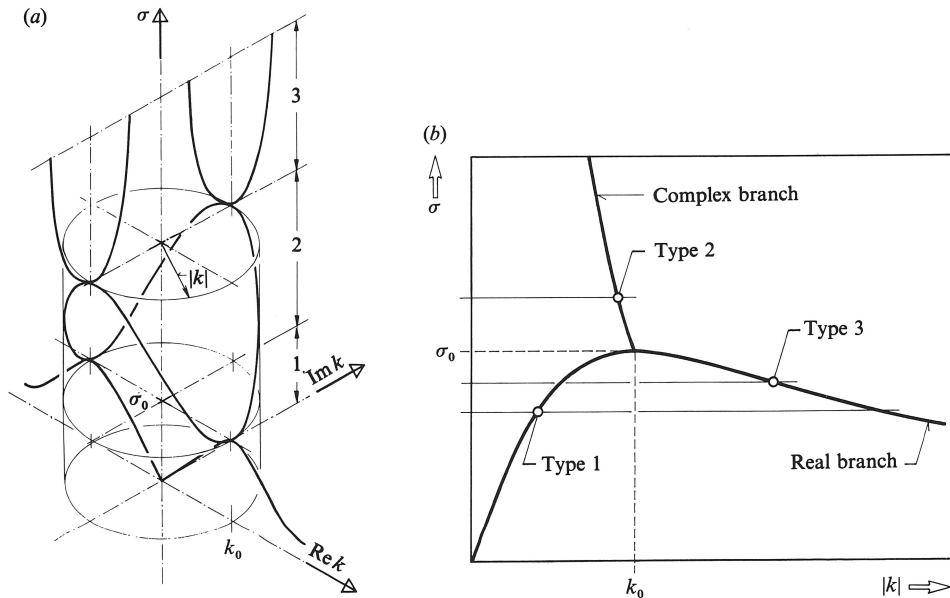 (a)
σ
3
2
|k|
1
Im k
σ0
k0
Re k
(b)
σ
Complex branch
Type 2
Type 3
σ0
Type 1
Real branch
k0
|k|